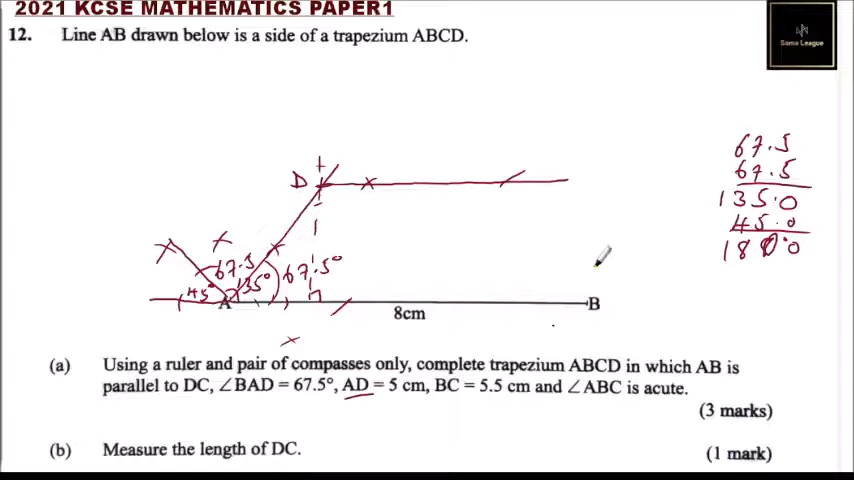 2021 KCSE MATHEMATICS PAPER1
12. Line AB drawn below is a side of a trapezium ABCD.
Some League
67.5
67.5
135.0
45.0
180.0
D
67.5
45°
135°
67.5°
A
B
8cm
(a) Using a ruler and pair of compasses only, complete trapezium ABCD in which AB is
parallel to DC, ∠BAD = 67.5°, AD = 5 cm, BC = 5.5 cm and ∠ABC is acute.
(3 marks)
(b) Measure the length of DC. (1 mark)